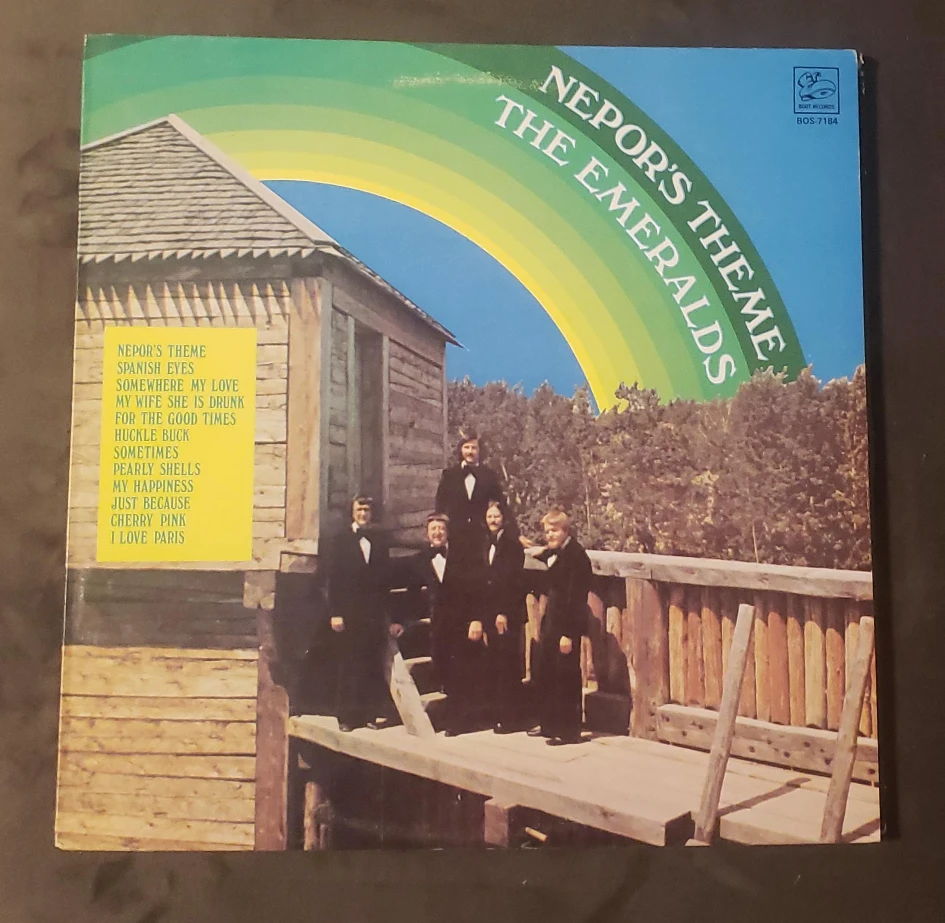 NEPOR'S THEME
THE EMERALDS
BOOT RECORDS
BOS-7184
NEPOR'S THEME
SPANISH EYES
SOMEWHERE MY LOVE
MY WIFE SHE IS DRUNK
FOR THE GOOD TIMES
HUCKLE BUCK
SOMETIMES
PEARLY SHELLS
MY HAPPINESS
JUST BECAUSE
CHERRY PINK
I LOVE PARIS